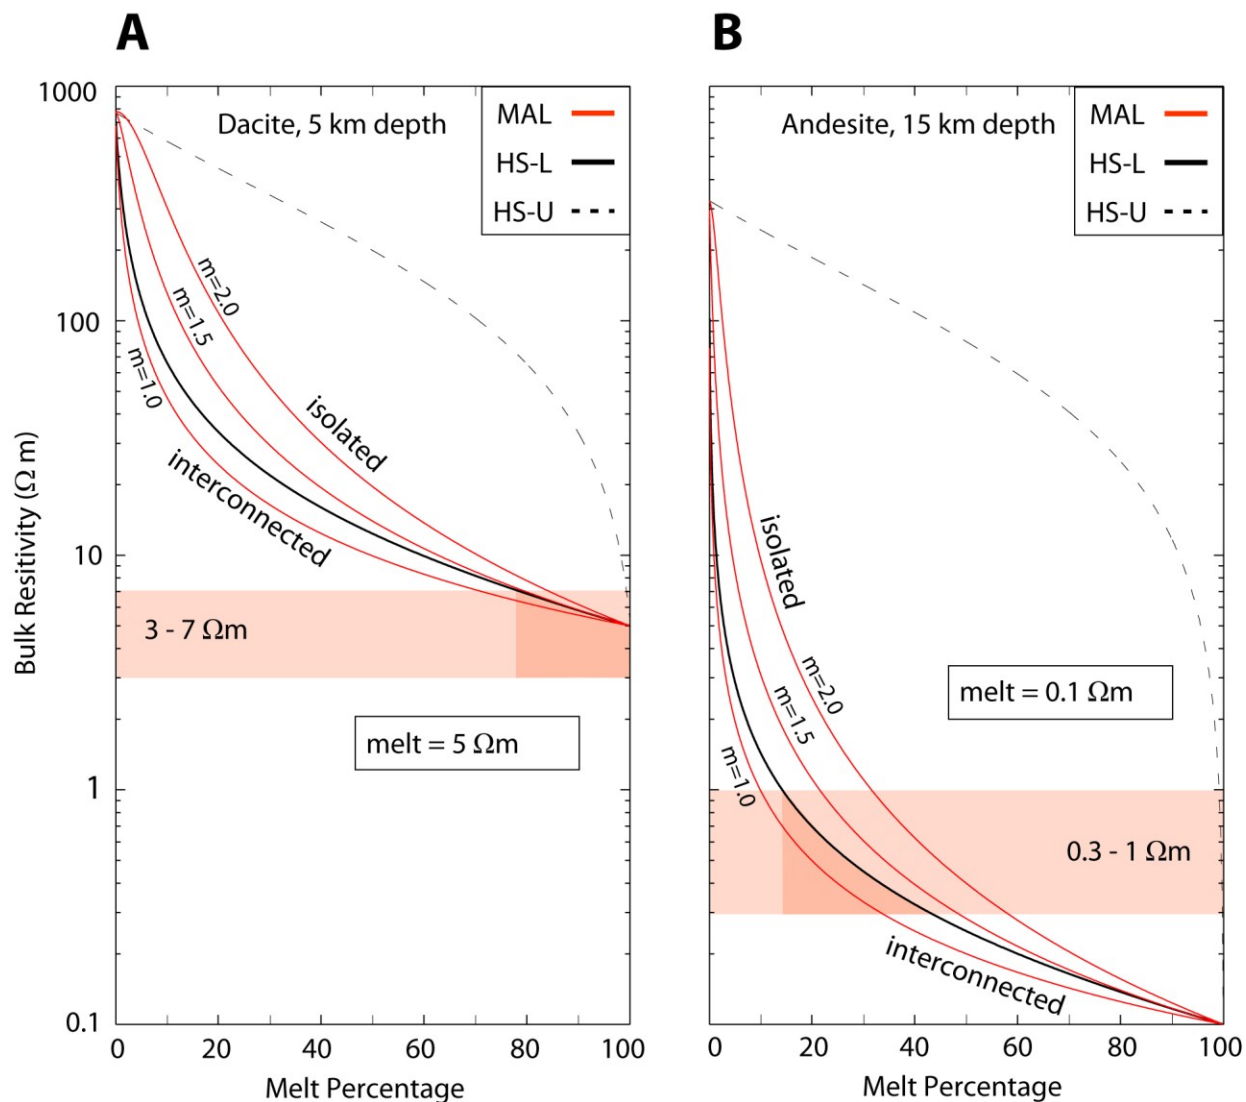 A
B
1000
100
10
1
0.1
Bulk Resitivity (Ω m)
Dacite, 5 km depth
MAL
HS-L
HS-U
m=2.0
m=1.5
m=1.0
isolated
interconnected
3 - 7 Ωm
melt = 5 Ωm
0 20 40 60 80 100
Melt Percentage
Andesite, 15 km depth
MAL
HS-L
HS-U
isolated
m=2.0
m=1.5
m=1.0
melt = 0.1 Ωm
0.3 - 1 Ωm
interconnected
0 20 40 60 80 100
Melt Percentage